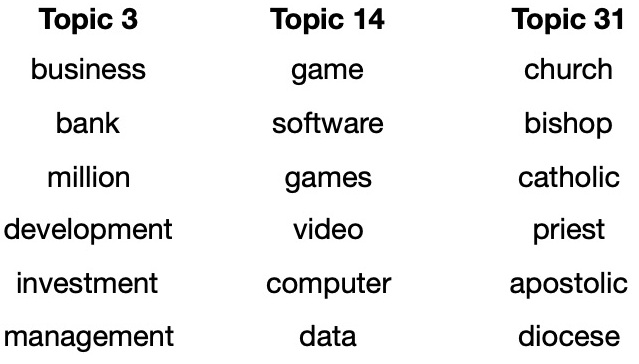 Topic 3 Topic 14 Topic 31
business game church
bank software bishop
million games catholic
development video priest
investment computer apostolic
management data diocese